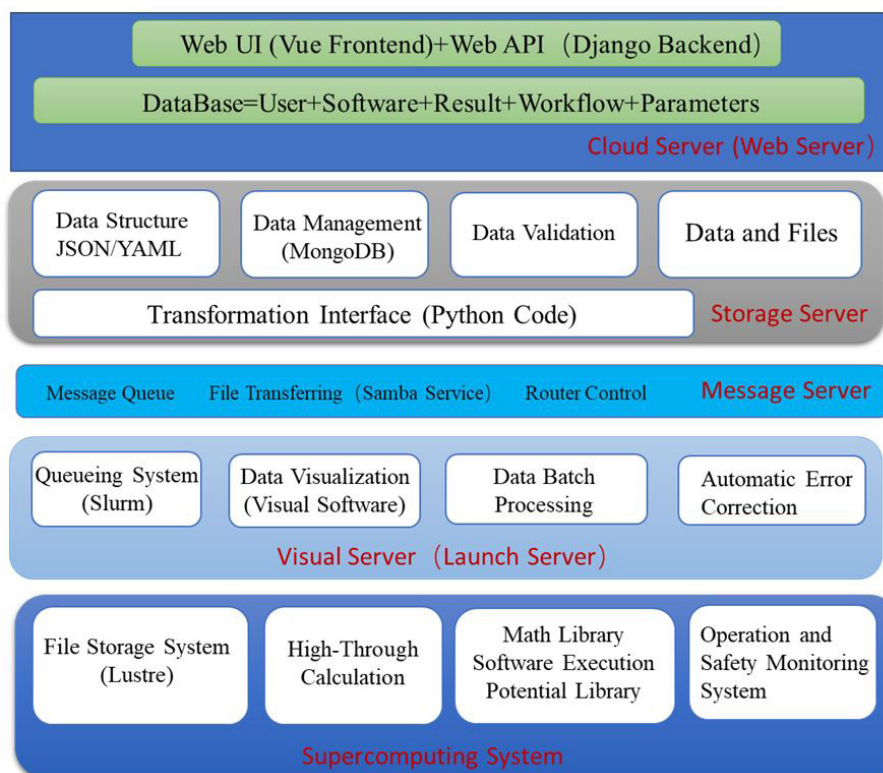 Web UI (Vue Frontend)+Web API（Django Backend）
DataBase=User+Software+Result+Workflow+Parameters
Cloud Server (Web Server）
Data Structure
JSON/YAML
Data Management
(MongoDB)
Data Validation
Data and Files
Transformation Interface (Python Code)
Storage Server
Message Queue
File Transferring（Samba Service）
Router Control
Message Server
Queueing System
(Slurm)
Data Visualization
(Visual Software)
Data Batch
Processing
Automatic Error
Correction
Visual Server（Launch Server）
File Storage System
(Lustre)
High-Through
Calculation
Math Library
Software Execution
Potential Library
Operation and
Safety Monitoring
System
Supercomputing System